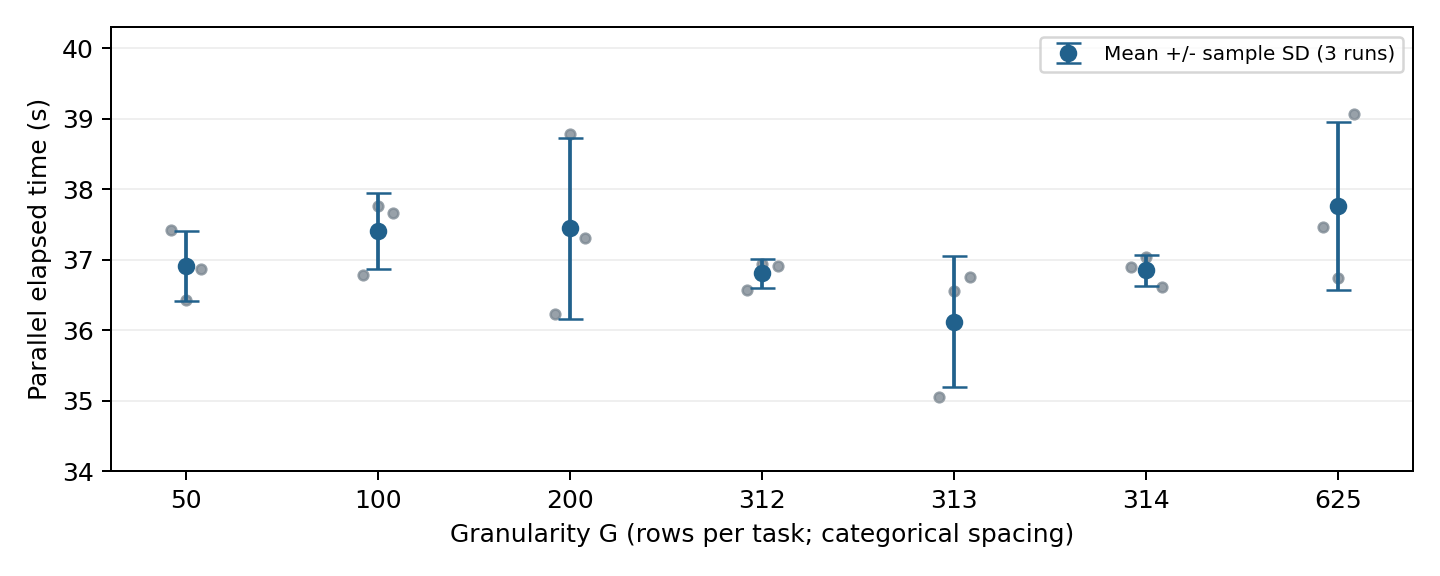 Mean +/- sample SD (3 runs)
Parallel elapsed time (s)
40
39
38
37
36
35
34
50 100 200 312 313 314 625
Granularity G (rows per task; categorical spacing)